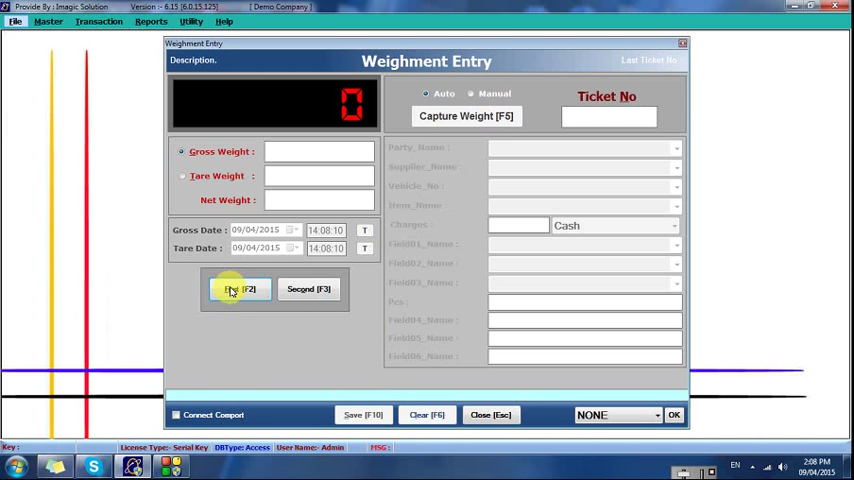 Provide By : Imagic Solution Version :- 6.15 [6.0.15.125] [ Demo Company ]
File Master Transaction Reports Utility Help
Weighment Entry
Description. Weighment Entry Last Ticket No
0
Auto Manual
Capture Weight [F5]
Ticket No
Gross Weight :
Tare Weight :
Net Weight :
Gross Date : 09/04/2015 14:08:10 T
Tare Date : 09/04/2015 14:08:10 T
First [F2] Second [F3]
Party_Name :
Supplier_Name :
Vehicle_No :
Item_Name :
Charges : Cash
Field01_Name :
Field02_Name :
Field03_Name :
Pcs :
Field04_Name :
Field05_Name :
Field06_Name :
Connect Comport Save [F10] Clear [F6] Close [Esc] NONE OK
Key : License Type:- Serial Key DBType: Access User Name:- Admin MSG :
EN 2:08 PM
09/04/2015